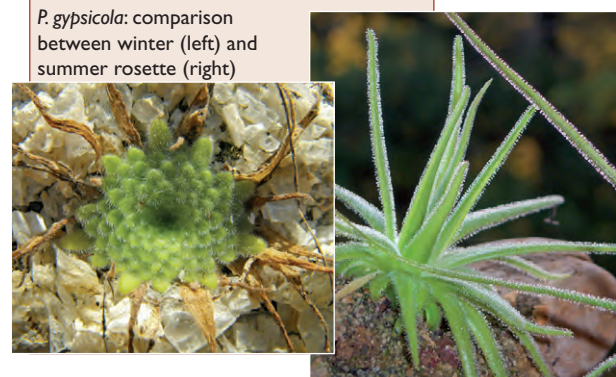 P. gypsicola: comparison
between winter (left) and
summer rosette (right)